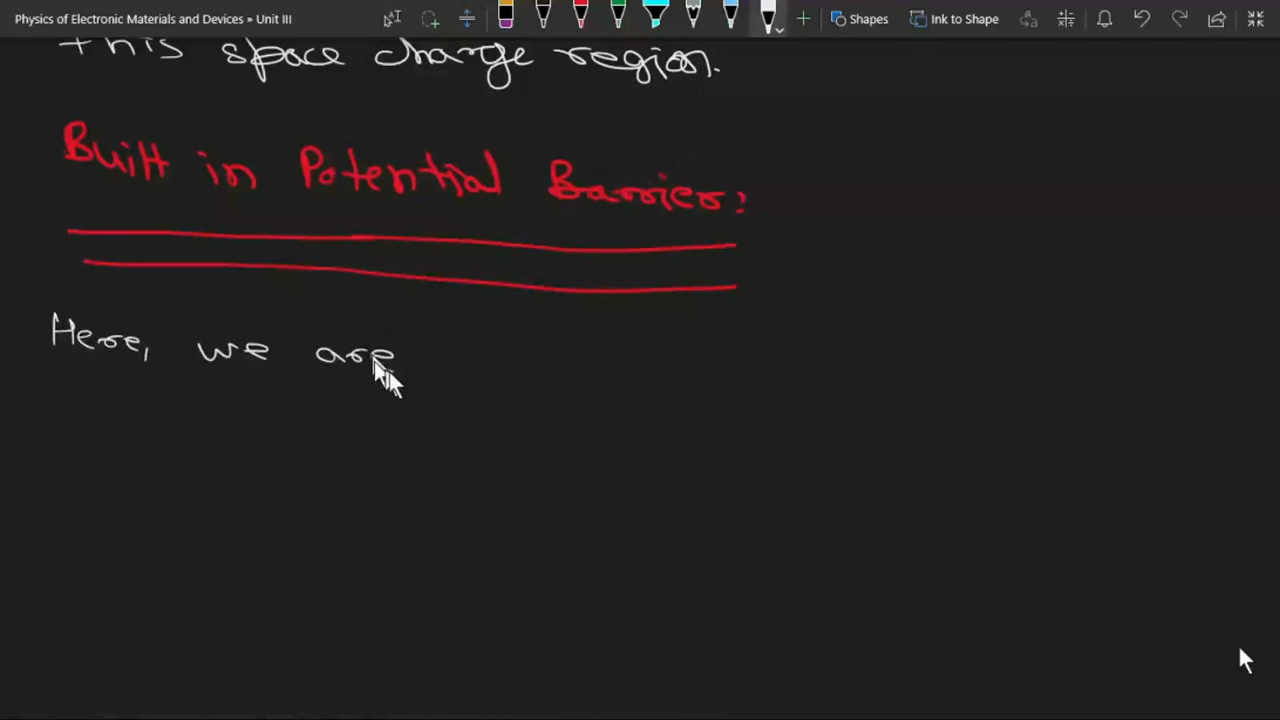 Physics of Electronic Materials and Devices » Unit III
Shapes
Ink to Shape
this space charge region.
Built in Potential Barrier:
Here, we are